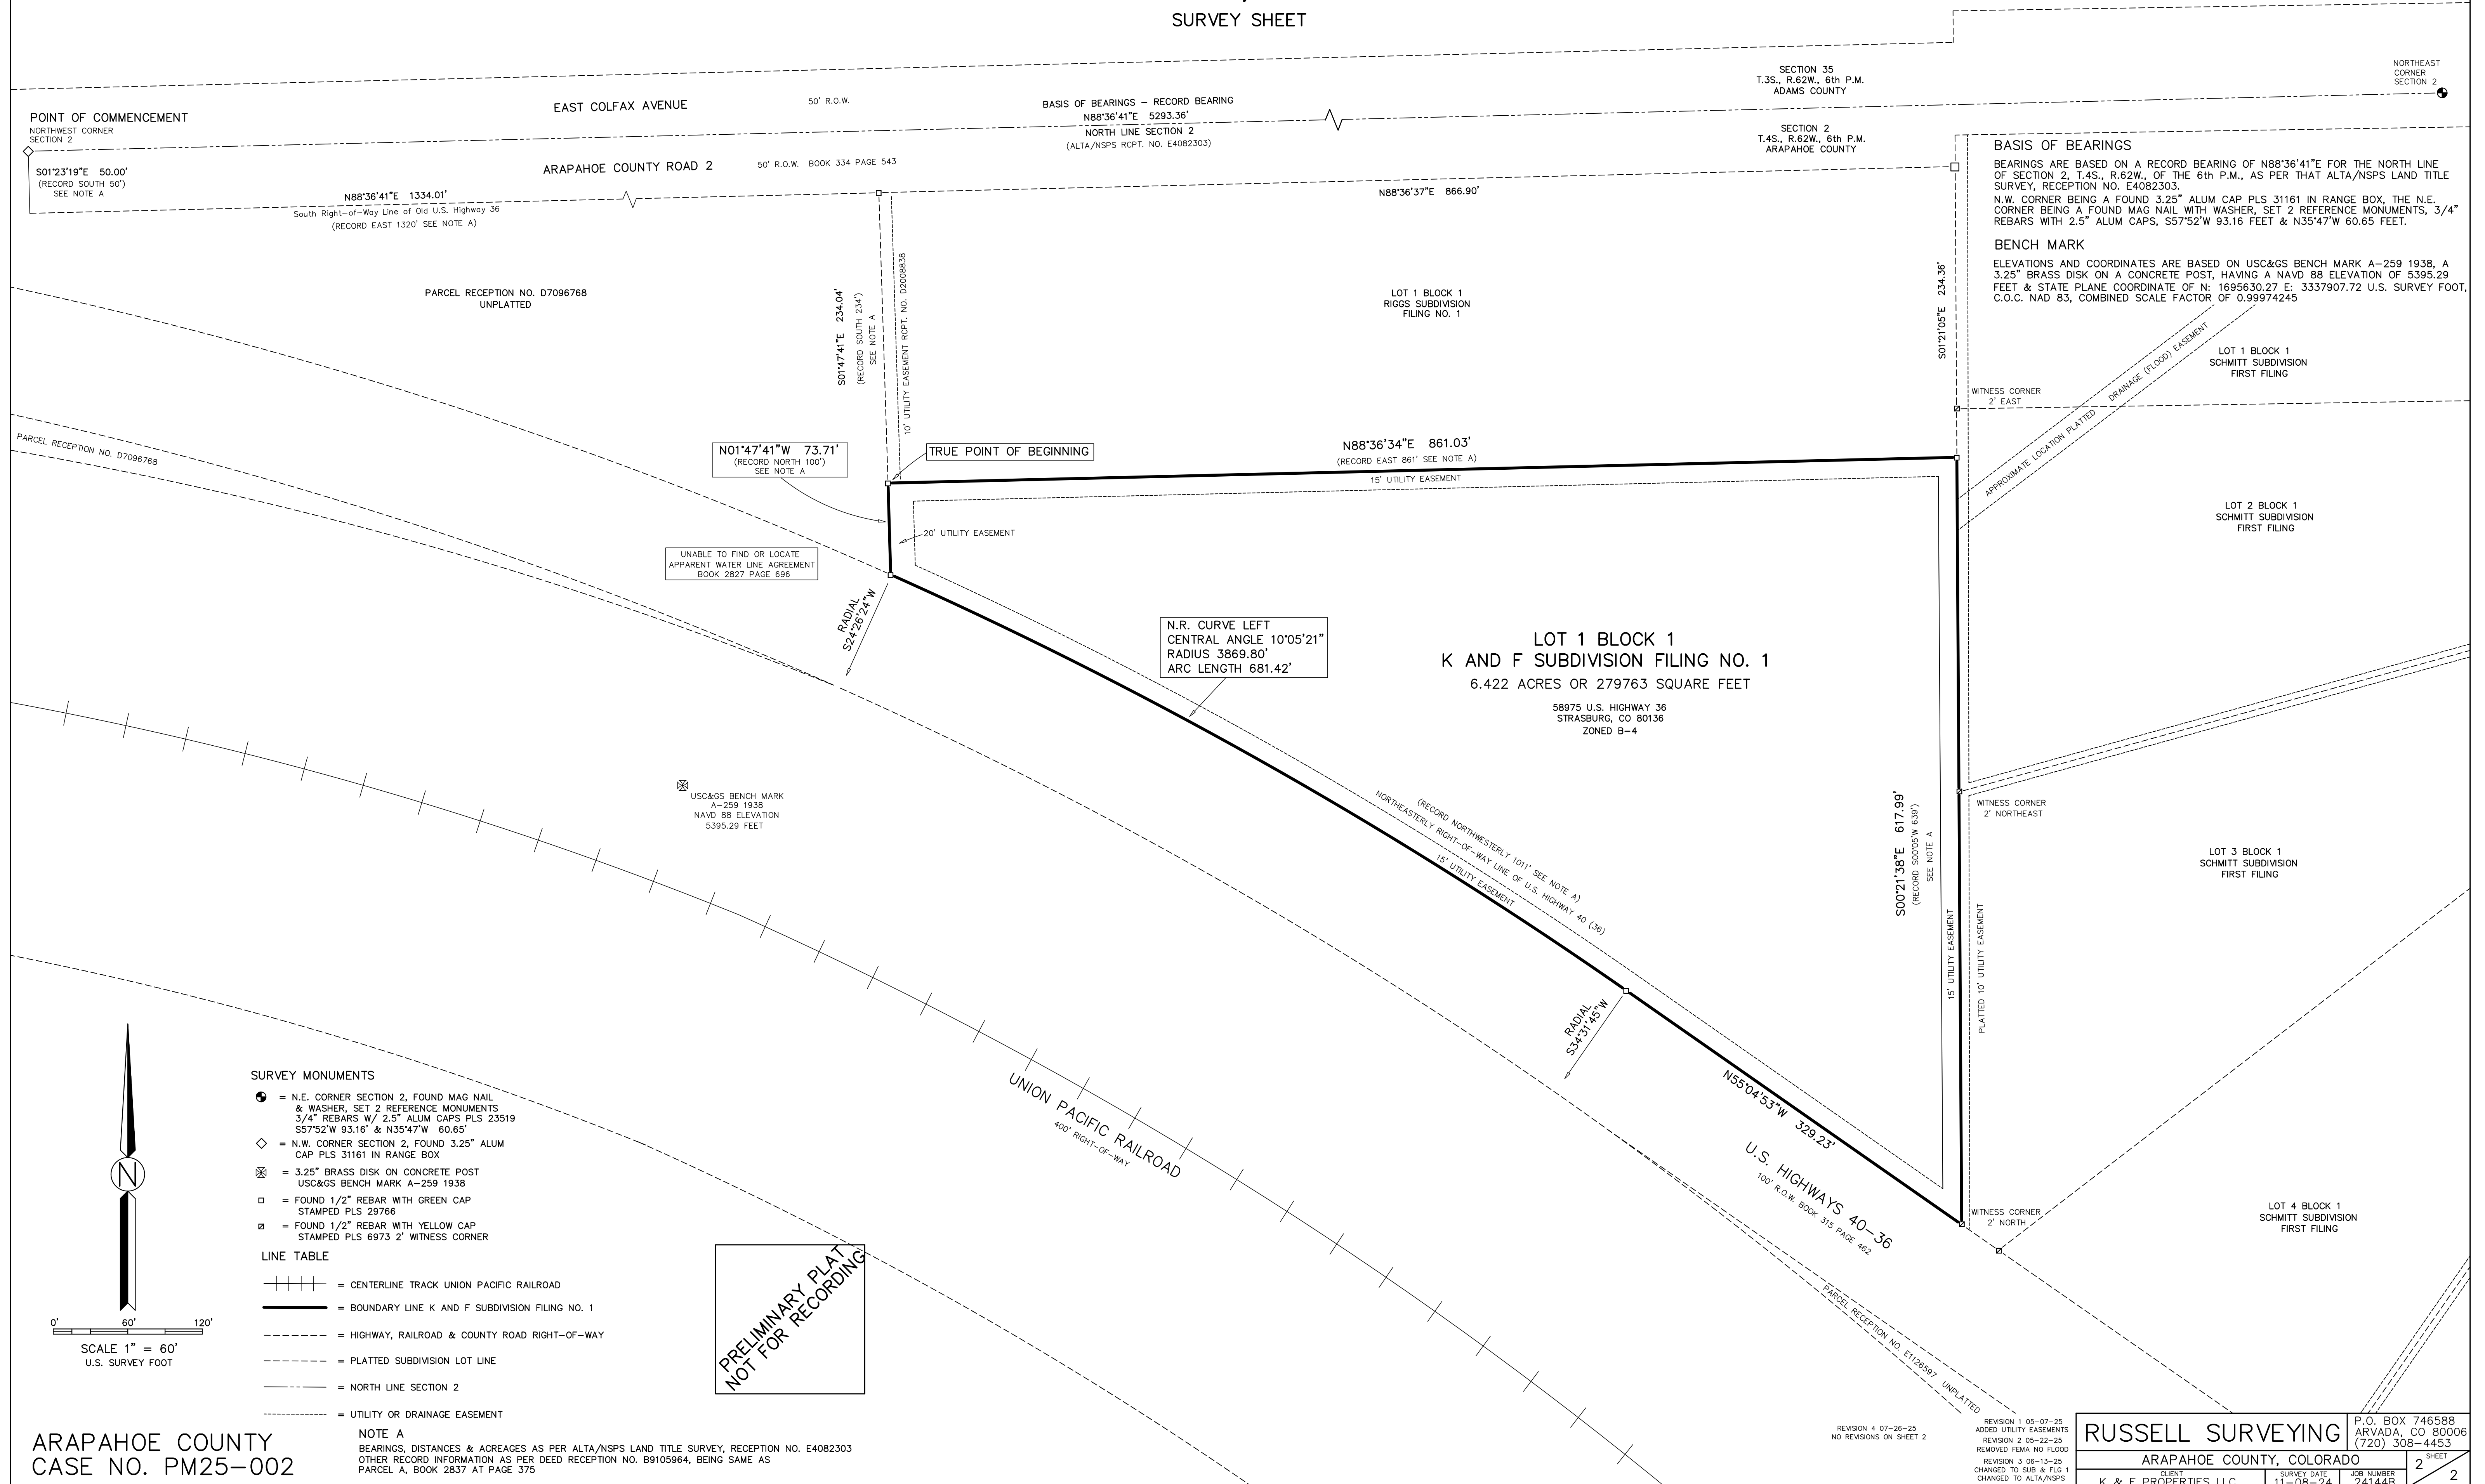 SURVEY SHEET
SECTION 35
T.3S., R.62W., 6th P.M.
ADAMS COUNTY
NORTHEAST
CORNER
SECTION 2
EAST COLFAX AVENUE
50' R.O.W.
BASIS OF BEARINGS – RECORD BEARING
N88°36'41"E 5293.36'
NORTH LINE SECTION 2
(ALTA/NSPS RCPT. NO. E4082303)
POINT OF COMMENCEMENT
NORTHWEST CORNER
SECTION 2
SECTION 2
T.4S., R.62W., 6th P.M.
ARAPAHOE COUNTY
S01°23'19"E 50.00'
(RECORD SOUTH 50')
SEE NOTE A
ARAPAHOE COUNTY ROAD 2
50' R.O.W. BOOK 334 PAGE 543
N88°36'41"E 1334.01'
South Right–of–Way Line of Old U.S. Highway 36
(RECORD EAST 1320' SEE NOTE A)
N88°36'37"E 866.90'
BASIS OF BEARINGS
BEARINGS ARE BASED ON A RECORD BEARING OF N88°36'41"E FOR THE NORTH LINE
OF SECTION 2, T.4S., R.62W., OF THE 6th P.M., AS PER THAT ALTA/NSPS LAND TITLE
SURVEY, RECEPTION NO. E4082303.
N.W. CORNER BEING A FOUND 3.25" ALUM CAP PLS 31161 IN RANGE BOX, THE N.E.
CORNER BEING A FOUND MAG NAIL WITH WASHER, SET 2 REFERENCE MONUMENTS, 3/4"
REBARS WITH 2.5" ALUM CAPS, S57°52'W 93.16 FEET & N35°47'W 60.65 FEET.
BENCH MARK
ELEVATIONS AND COORDINATES ARE BASED ON USC&GS BENCH MARK A–259 1938, A
3.25" BRASS DISK ON A CONCRETE POST, HAVING A NAVD 88 ELEVATION OF 5395.29
FEET & STATE PLANE COORDINATE OF N: 1695630.27 E: 3337907.72 U.S. SURVEY FOOT,
C.O.C. NAD 83, COMBINED SCALE FACTOR OF 0.99974245
PARCEL RECEPTION NO. D7096768
UNPLATTED
S01°47'41"E 234.04'
(RECORD SOUTH 234')
SEE NOTE A
10' UTILITY EASEMENT RCPT. NO. D2008838
LOT 1 BLOCK 1
RIGGS SUBDIVISION
FILING NO. 1
S01°21'05"E 234.36'
LOT 1 BLOCK 1
SCHMITT SUBDIVISION
FIRST FILING
APPROXIMATE LOCATION PLATTED DRAINAGE (FLOOD) EASEMENT
WITNESS CORNER
2' EAST
PARCEL RECEPTION NO. D7096768
N01°47'41"W 73.71'
(RECORD NORTH 100')
SEE NOTE A
TRUE POINT OF BEGINNING
N88°36'34"E 861.03'
(RECORD EAST 861' SEE NOTE A)
15' UTILITY EASEMENT
20' UTILITY EASEMENT
LOT 2 BLOCK 1
SCHMITT SUBDIVISION
FIRST FILING
UNABLE TO FIND OR LOCATE
APPARENT WATER LINE AGREEMENT
BOOK 2827 PAGE 696
RADIAL
S24°26'24"W
N.R. CURVE LEFT
CENTRAL ANGLE 10°05'21"
RADIUS 3869.80'
ARC LENGTH 681.42'
LOT 1 BLOCK 1
K AND F SUBDIVISION FILING NO. 1
6.422 ACRES OR 279763 SQUARE FEET
58975 U.S. HIGHWAY 36
STRASBURG, CO 80136
ZONED B–4
USC&GS BENCH MARK
A–259 1938
NAVD 88 ELEVATION
5395.29 FEET
(RECORD NORTHWESTERLY 1011' SEE NOTE A)
NORTHEASTERLY RIGHT–OF–WAY LINE OF U.S. HIGHWAY 40 (36)
15' UTILITY EASEMENT
S00°21'38"E 617.99'
(RECORD S00°05'W 639')
SEE NOTE A
15' UTILITY EASEMENT
PLATTED 10' UTILITY EASEMENT
WITNESS CORNER
2' NORTHEAST
LOT 3 BLOCK 1
SCHMITT SUBDIVISION
FIRST FILING
RADIAL
S34°31'45"W
N55°04'53"W 329.23'
U.S. HIGHWAYS 40–36
100' R.O.W. BOOK 315 PAGE 462
WITNESS CORNER
2' NORTH
LOT 4 BLOCK 1
SCHMITT SUBDIVISION
FIRST FILING
UNION PACIFIC RAILROAD
400' RIGHT–OF–WAY
PARCEL RECEPTION NO. E1126597 UNPLATTED
N
0' 60' 120'
SCALE 1" = 60'
U.S. SURVEY FOOT
SURVEY MONUMENTS
= N.E. CORNER SECTION 2, FOUND MAG NAIL
& WASHER, SET 2 REFERENCE MONUMENTS
3/4" REBARS W/ 2.5" ALUM CAPS PLS 23519
S57°52'W 93.16' & N35°47'W 60.65'
= N.W. CORNER SECTION 2, FOUND 3.25" ALUM
CAP PLS 31161 IN RANGE BOX
= 3.25" BRASS DISK ON CONCRETE POST
USC&GS BENCH MARK A–259 1938
= FOUND 1/2" REBAR WITH GREEN CAP
STAMPED PLS 29766
= FOUND 1/2" REBAR WITH YELLOW CAP
STAMPED PLS 6973 2' WITNESS CORNER
LINE TABLE
= CENTERLINE TRACK UNION PACIFIC RAILROAD
= BOUNDARY LINE K AND F SUBDIVISION FILING NO. 1
= HIGHWAY, RAILROAD & COUNTY ROAD RIGHT–OF–WAY
= PLATTED SUBDIVISION LOT LINE
= NORTH LINE SECTION 2
= UTILITY OR DRAINAGE EASEMENT
PRELIMINARY PLAT
NOT FOR RECORDING
ARAPAHOE COUNTY
CASE NO. PM25–002
NOTE A
BEARINGS, DISTANCES & ACREAGES AS PER ALTA/NSPS LAND TITLE SURVEY, RECEPTION NO. E4082303
OTHER RECORD INFORMATION AS PER DEED RECEPTION NO. B9105964, BEING SAME AS
PARCEL A, BOOK 2837 AT PAGE 375
REVISION 4 07–26–25
NO REVISIONS ON SHEET 2
REVISION 1 05–07–25
ADDED UTILITY EASEMENTS
REVISION 2 05–22–25
REMOVED FEMA NO FLOOD
REVISION 3 06–13–25
CHANGED TO SUB & FLG 1
CHANGED TO ALTA/NSPS
RUSSELL SURVEYING
P.O. BOX 746588
ARVADA, CO 80006
(720) 308–4453
ARAPAHOE COUNTY, COLORADO
CLIENT
K & F PROPERTIES LLC
SURVEY DATE
11–08–24
JOB NUMBER
24144B
SHEET
2
2